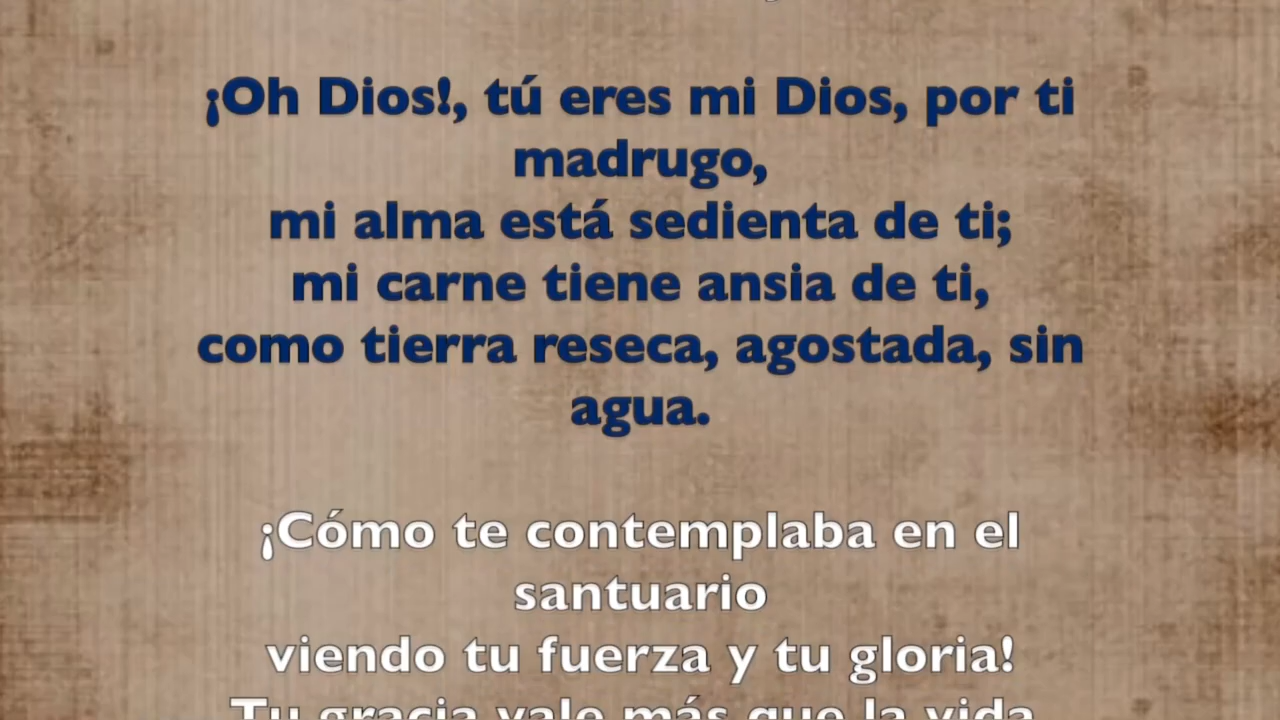 ¡Oh Dios!, tú eres mi Dios, por ti
madrugo,
mi alma está sedienta de ti;
mi carne tiene ansia de ti,
como tierra reseca, agostada, sin
agua.
¡Cómo te contemplaba en el
santuario
viendo tu fuerza y tu gloria!
Tu gracia vale más que la vida